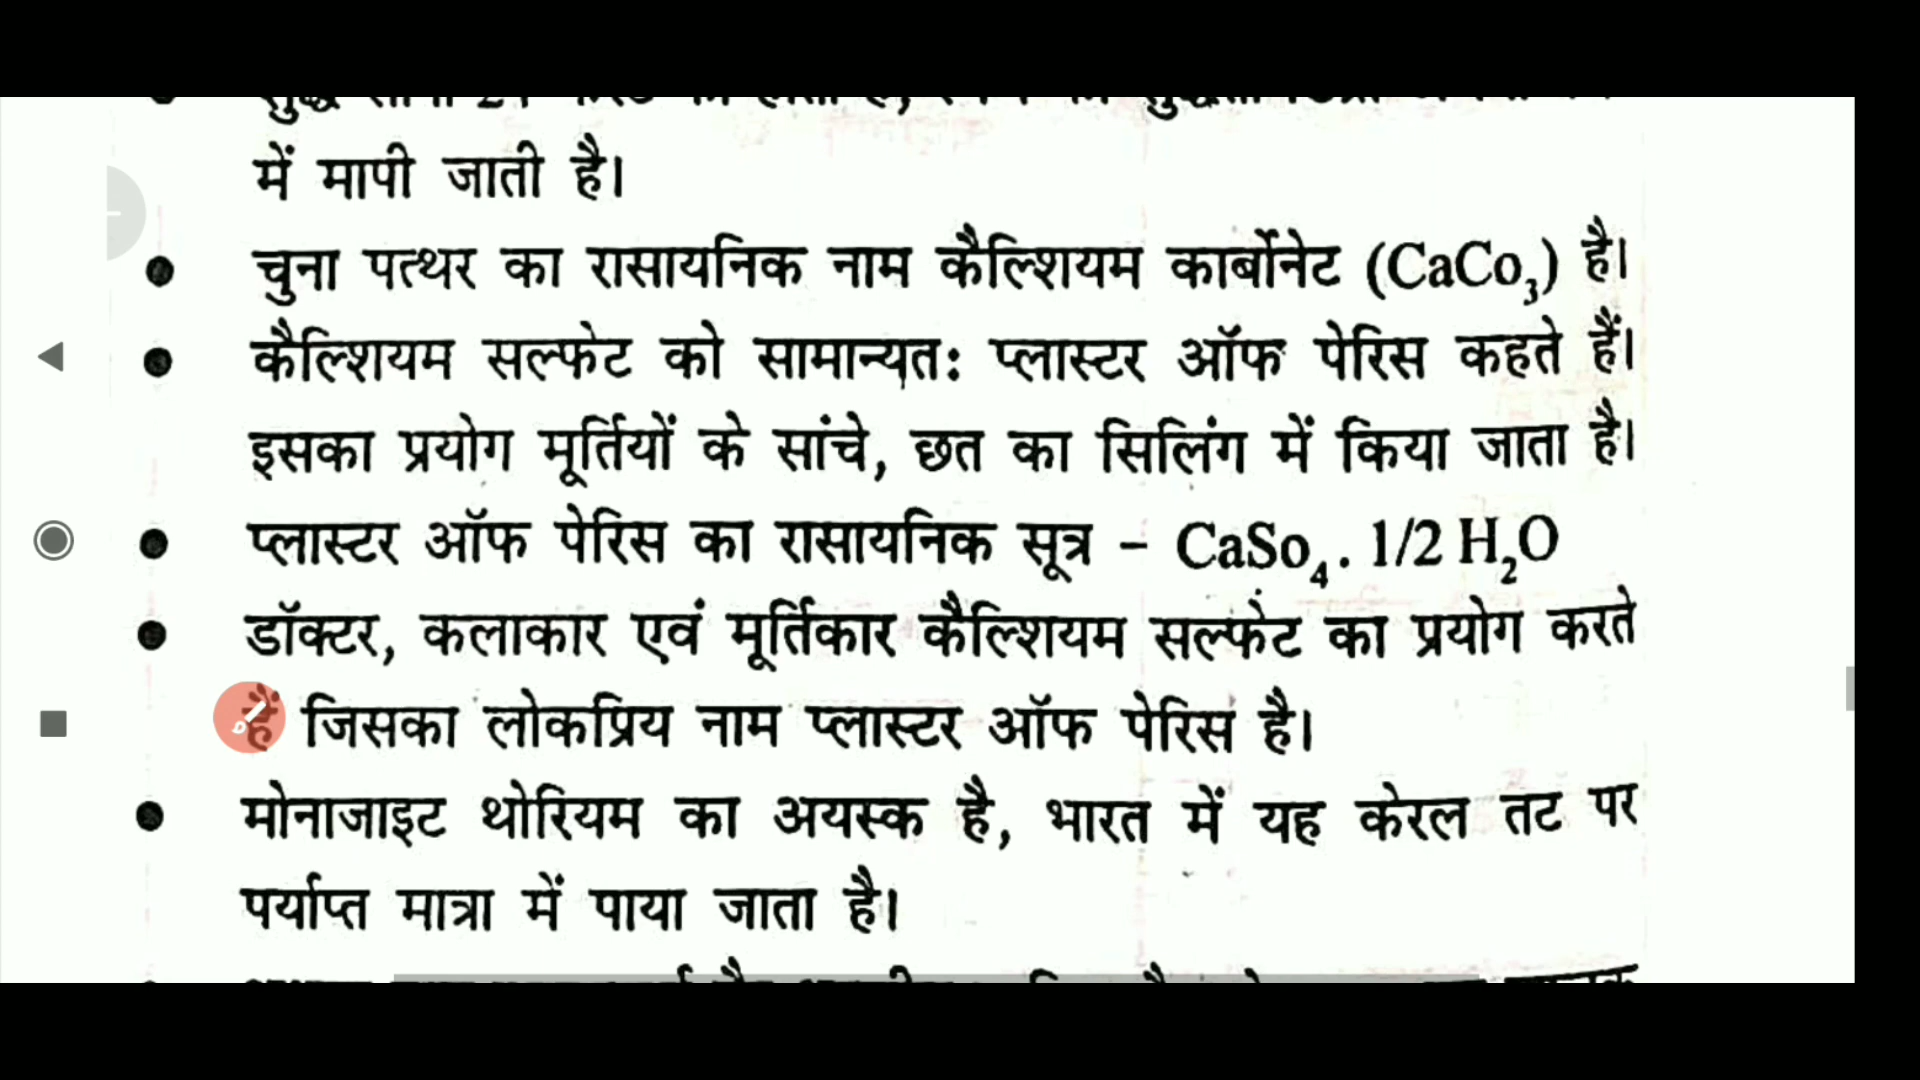 में मापी जाती है।
● चुना पत्थर का रासायनिक नाम कैल्शियम कार्बोनेट (CaCo₃) है।
● कैल्शियम सल्फेट को सामान्यतः प्लास्टर ऑफ पेरिस कहते हैं।
इसका प्रयोग मूर्तियों के सांचे, छत का सिलिंग में किया जाता है।
● प्लास्टर ऑफ पेरिस का रासायनिक सूत्र – CaSo₄. 1/2 H₂O
● डॉक्टर, कलाकार एवं मूर्तिकार कैल्शियम सल्फेट का प्रयोग करते
हैं जिसका लोकप्रिय नाम प्लास्टर ऑफ पेरिस है।
● मोनाजाइट थोरियम का अयस्क है, भारत में यह केरल तट पर
पर्याप्त मात्रा में पाया जाता है।